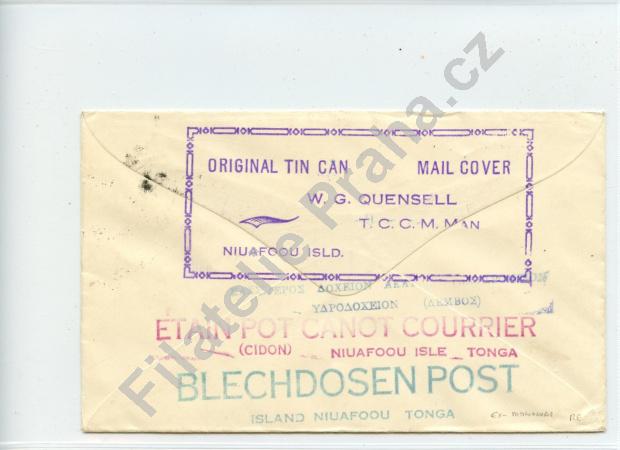 ORIGINAL TIN CAN MAIL COVER
W. G. QUENSELL
T. C. C. M. MAN
NIUAFOOU ISLD.
ΔΟΧΕΙΟΝ
ΥΔΡΟΔΟΧΕΙΟΝ (ΛΕΜΒΟΣ)
ETAIN POT CANOT COURRIER
(CIDON) NIUAFOOU ISLE TONGA
BLECHDOSEN POST
ISLAND NIUAFOOU TONGA
Filatelie Praha.cz